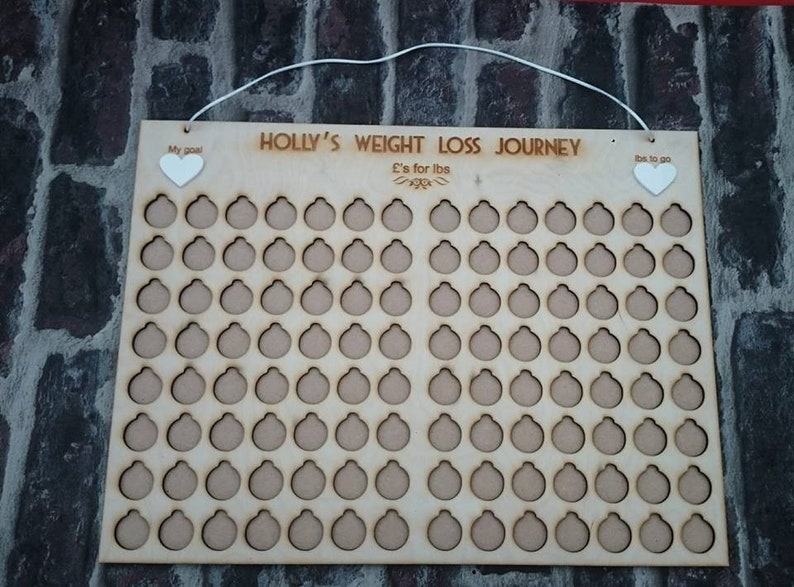 HOLLY'S WEIGHT LOSS JOURNEY
My goal
lbs to go
£'s for lbs